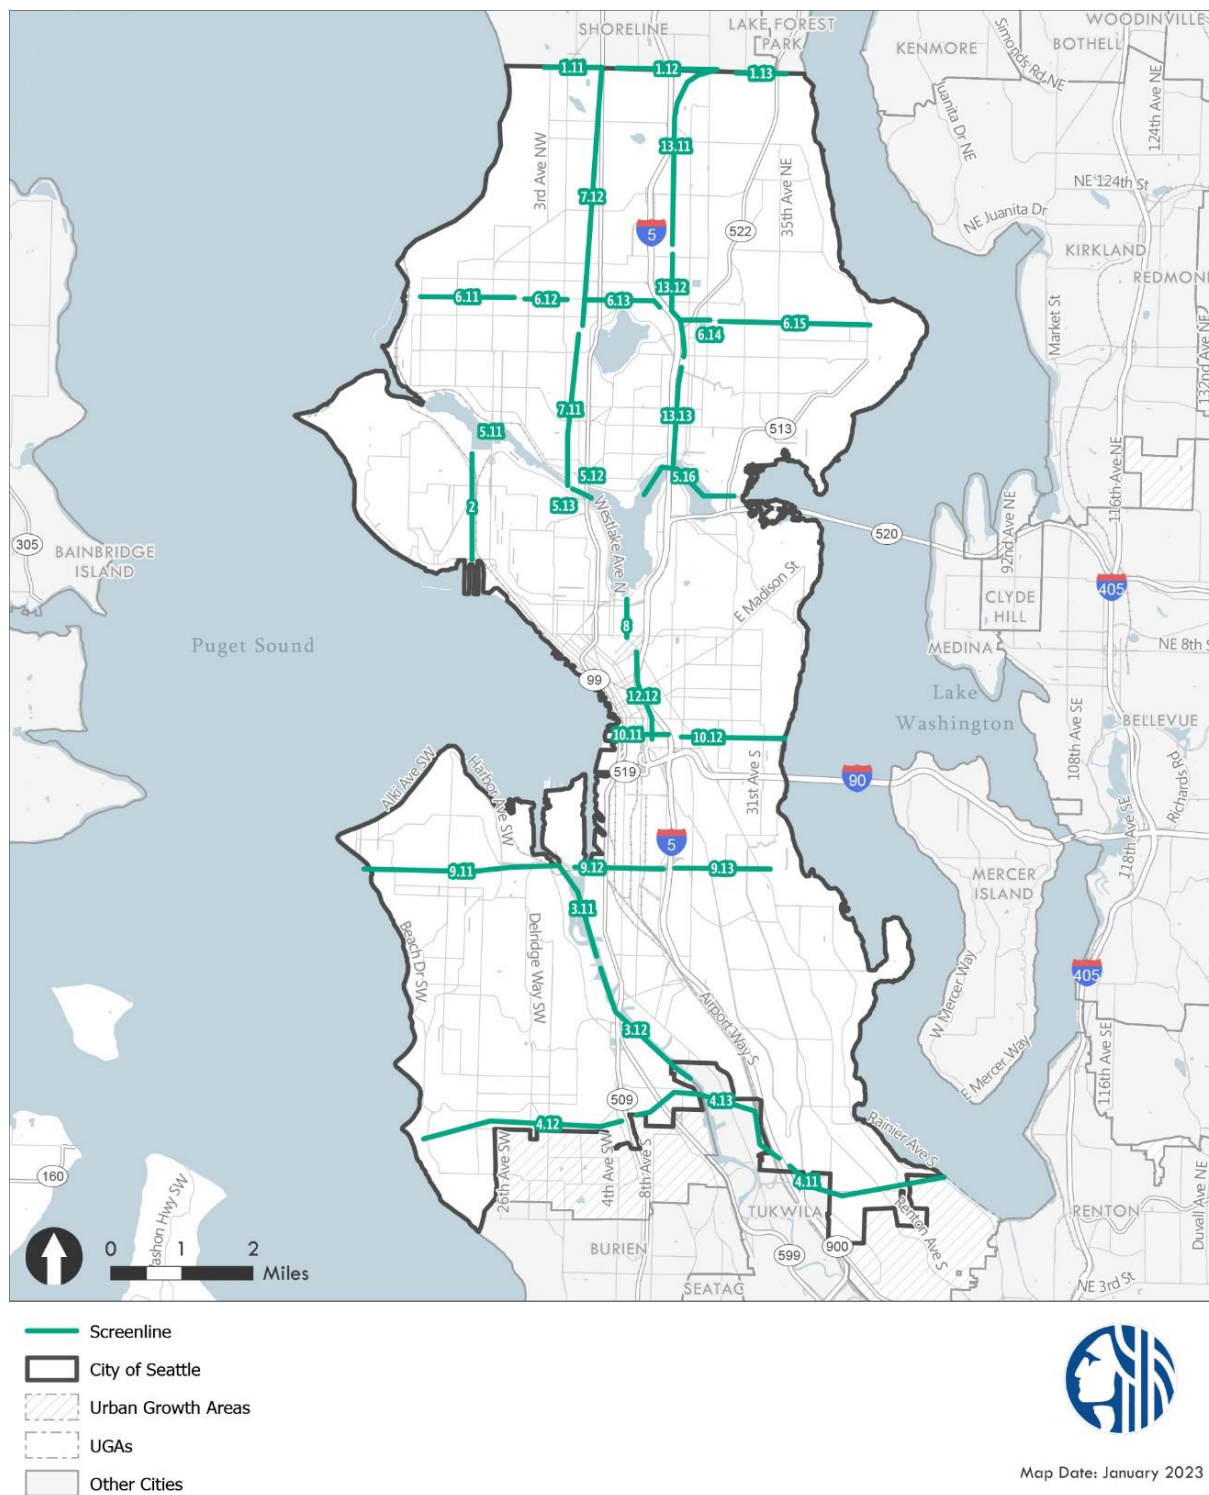 SHORELINE
LAKE FOREST
PARK
WOODINVILLE
KENMORE
BOTHELL
Simonds Rd NE
1.11
1.12
1.13
Juanita Dr NE
124th Ave NE
3rd Ave NW
13.11
35th Ave NE
NE 124th St
7.12
NE Juanita Dr
5
522
KIRKLAND
REDMOND
13.12
6.11
6.12
6.13
6.14
6.15
Market St
132nd Ave NE
7.11
13.13
513
5.11
5.12
5.16
5.13
2
116th Ave NE
92nd Ave NE
Westlake Ave N
520
305
BAINBRIDGE
ISLAND
E Madison St
405
CLYDE
HILL
8
Puget Sound
MEDINA
NE 8th S
99
12.12
Lake
Washington
108th Ave SE
BELLEVUE
10.11
10.12
Alki Ave SW
Harbor Ave SW
519
31st Ave S
90
Richards Rd
5
118th Ave SE
9.11
9.12
9.13
MERCER
ISLAND
3.11
Beach Dr SW
Delridge Way SW
405
W Mercer Way
Airport Way S
3.12
E Mercer Way
116th Ave SE
509
4.13
4.12
Rainier Ave S
26th Ave SW
4th Ave SW
8th Ave S
160
4.11
ashon Hwy SW
TUKWILA
Renton Ave S
RENTON
Duvall Ave NE
BURIEN
599
900
SEATAC
NE 3rd St
0 1 2
Miles
Screenline
City of Seattle
Urban Growth Areas
UGAs
Other Cities
Map Date: January 2023